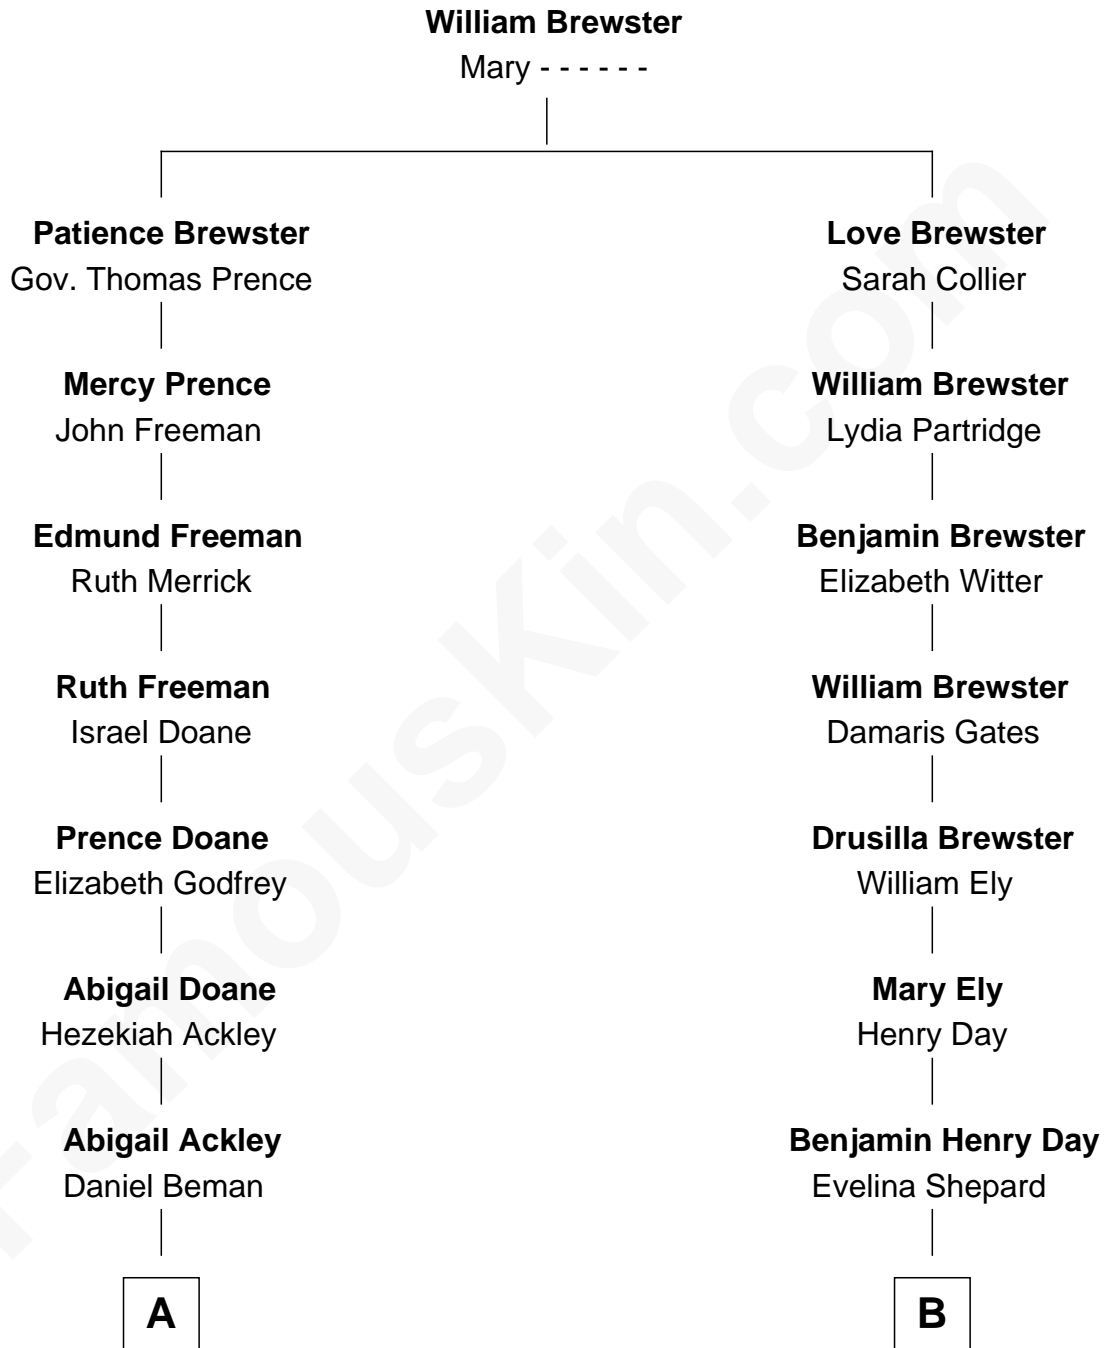 William Brewster
Mary - - - - - -
Patience Brewster
Gov. Thomas Prence
Love Brewster
Sarah Collier
Mercy Prence
John Freeman
William Brewster
Lydia Partridge
Edmund Freeman
Ruth Merrick
Benjamin Brewster
Elizabeth Witter
Ruth Freeman
Israel Doane
William Brewster
Damaris Gates
Prence Doane
Elizabeth Godfrey
Drusilla Brewster
William Ely
Abigail Doane
Hezekiah Ackley
Mary Ely
Henry Day
Abigail Ackley
Daniel Beman
Benjamin Henry Day
Evelina Shepard
A
B
FamousKin.com